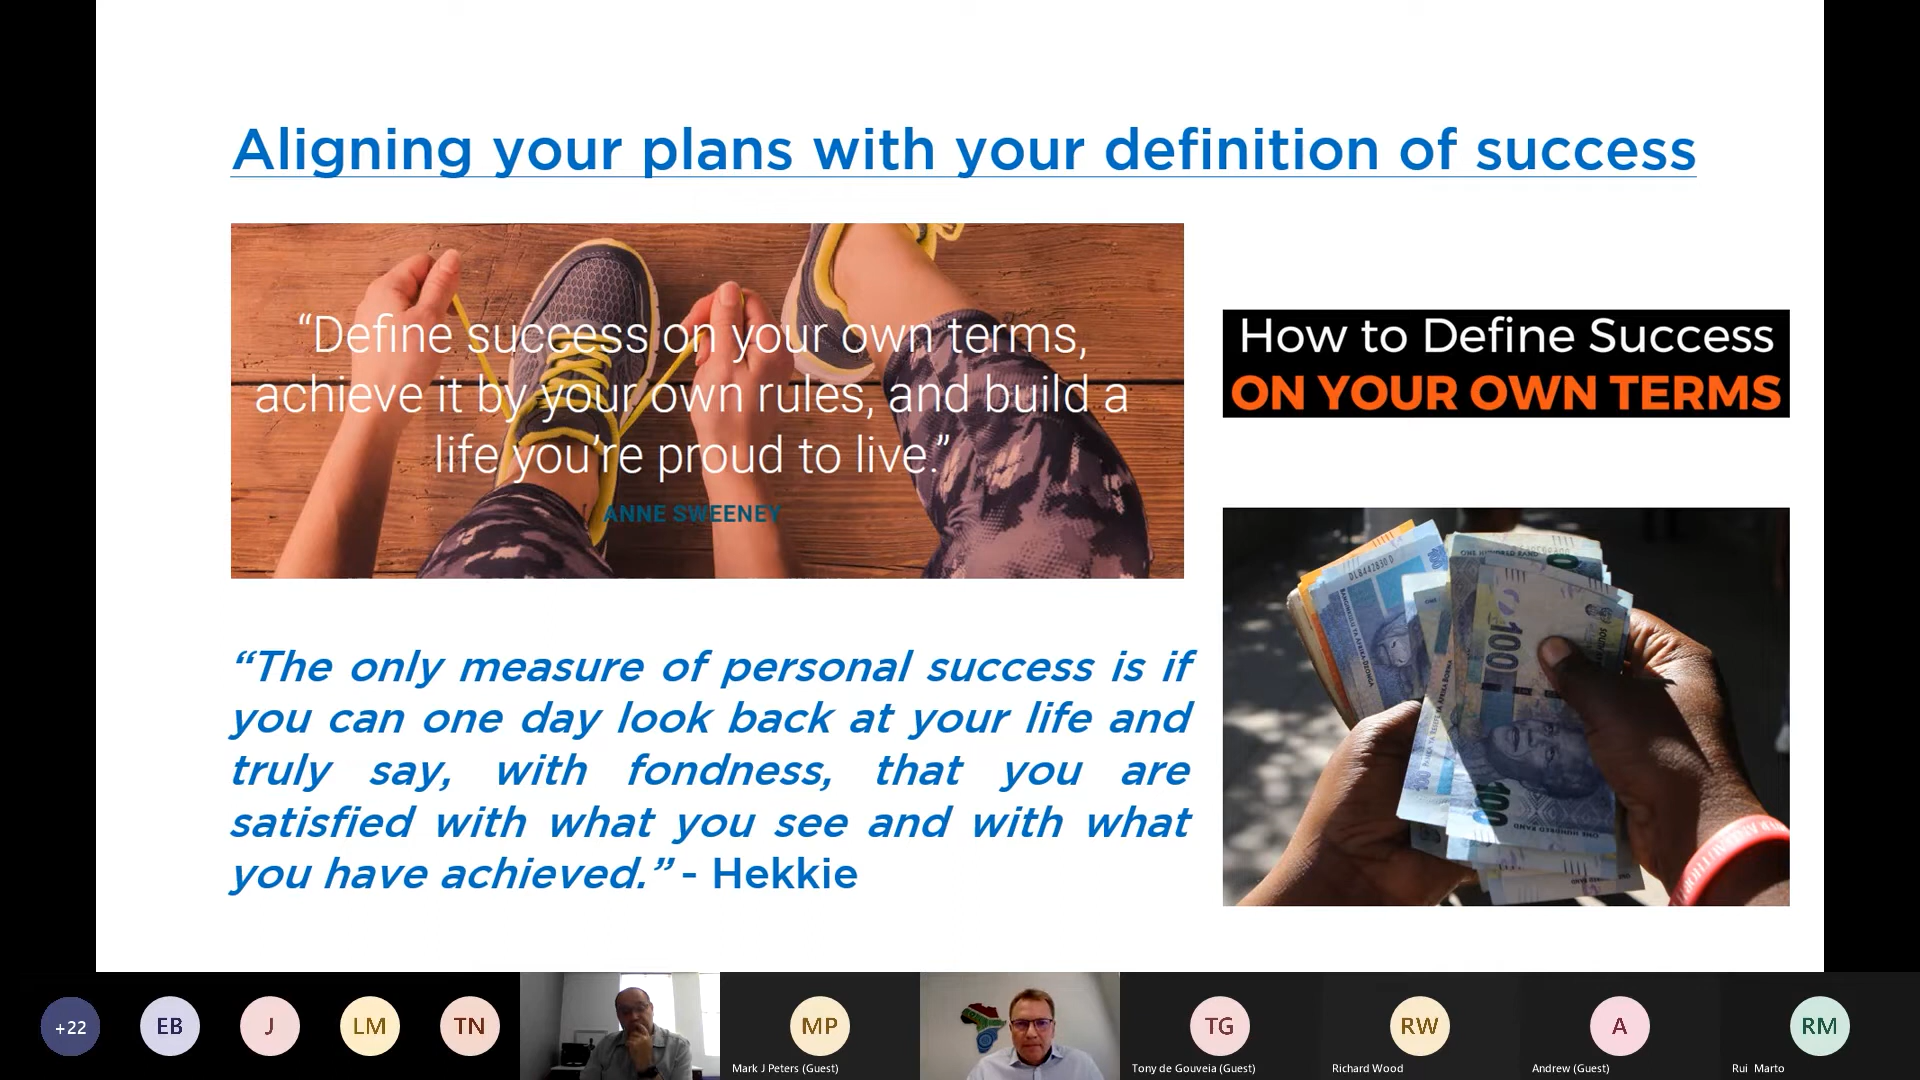 Aligning your plans with your definition of success
“Define success on your own terms,
achieve it by your own rules, and build a
life you’re proud to live.”
ANNE SWEENEY
How to Define Success
ON YOUR OWN TERMS
“The only measure of personal success is if
you can one day look back at your life and
truly say, with fondness, that you are
satisfied with what you see and with what
you have achieved.” - Hekkie
ONE HUNDRED RAND
100
100
+22
EB
J
LM
TN
MP
Mark J Peters (Guest)
TG
Tony de Gouveia (Guest)
RW
Richard Wood
A
Andrew (Guest)
RM
Rui Marto